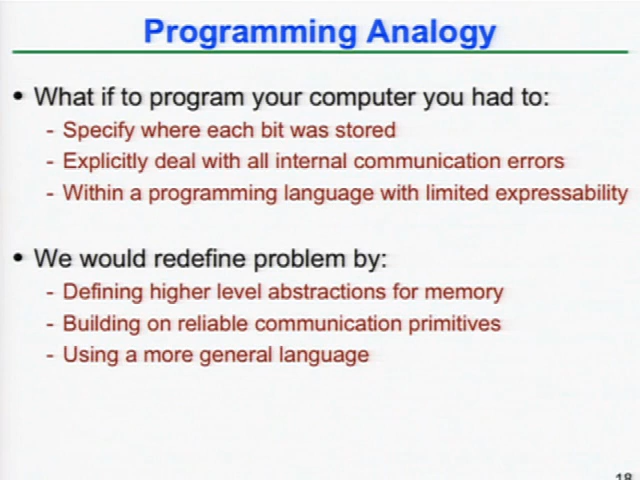 Programming Analogy
• What if to program your computer you had to:
- Specify where each bit was stored
- Explicitly deal with all internal communication errors
- Within a programming language with limited expressability
• We would redefine problem by:
- Defining higher level abstractions for memory
- Building on reliable communication primitives
- Using a more general language
18